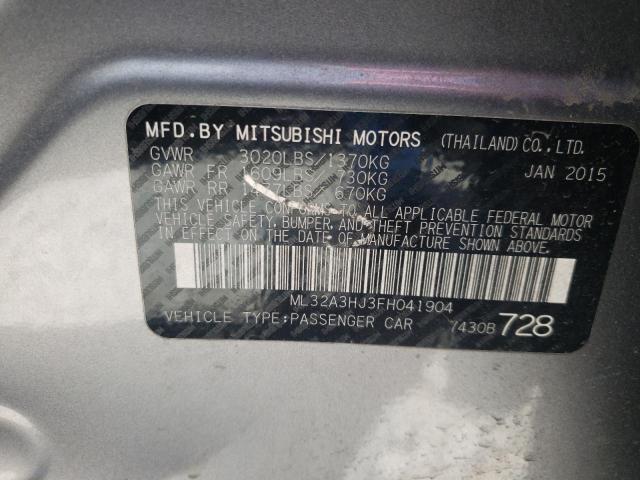 MFD.BY MITSUBISHI MOTORS (THAILAND)CO.,LTD.
GVWR 3020LBS/1370KG JAN 2015
GAWR FR 1609LBS 730KG
GAWR RR LBS 670KG
THIS VEHICLE CONFORMS TO ALL APPLICABLE FEDERAL MOTOR
VEHICLE SAFETY, BUMPER, AND THEFT PREVENTION STANDARDS
IN EFFECT ON THE DATE OF MANUFACTURE SHOWN ABOVE.
ML32A3HJ3FH041904
VEHICLE TYPE:PASSENGER CAR 7430B 728